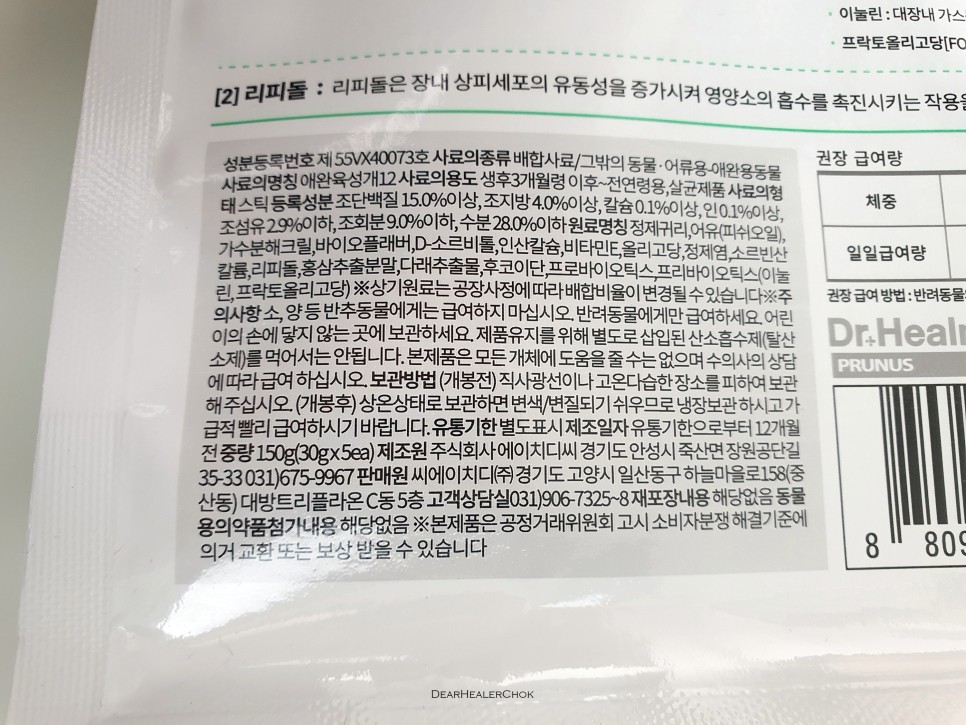 · 이눌린 : 대장내 가스
· 프락토올리고당[FO
[2] 리피돌 : 리피돌은 장내 상피세포의 유동성을 증가시켜 영양소의 흡수를 촉진시키는 작용을
성분등록번호 제 55VX40073호 사료의종류 배합사료/그밖의 동물·어류용-애완용동물
사료의명칭 애완육성개12 사료의용도 생후3개월령 이후~전연령용,살균제품 사료의형
태 스틱 등록성분 조단백질 15.0%이상, 조지방 4.0%이상, 칼슘 0.1%이상, 인 0.1%이상,
조섬유 2.9%이하, 조회분 9.0%이하, 수분 28.0%이하 원료명칭 정제귀리,어유(피쉬오일),
가수분해크릴,바이오플래버,D-소르비톨,인산칼슘,비타민E,올리고당,정제염,소르빈산
칼륨,리피돌,홍삼추출분말,다래추출물,후코이단,프로바이오틱스,프리바이오틱스(이눌
린, 프락토올리고당) ※상기원료는 공장사정에 따라 배합비율이 변경될 수 있습니다※주
의사항 소, 양 등 반추동물에게는 급여하지 마십시오. 반려동물에게만 급여하세요. 어린
이의 손에 닿지 않는 곳에 보관하세요. 제품유지를 위해 별도로 삽입된 산소흡수제(탈산
소제)를 먹어서는 안됩니다. 본제품은 모든 개체에 도움을 줄 수는 없으며 수의사의 상담
에 따라 급여 하십시오. 보관방법 (개봉전) 직사광선이나 고온다습한 장소를 피하여 보관
해 주십시오. (개봉후) 상온상태로 보관하면 변색/변질되기 쉬우므로 냉장보관 하시고 가
급적 빨리 급여하시기 바랍니다. 유통기한 별도표시 제조일자 유통기한으로부터 12개월
전 중량 150g(30g x 5ea) 제조원 주식회사 에이치디씨 경기도 안성시 죽산면 장원공단길
35-33 031)675-9967 판매원 씨에이치디㈜ 경기도 고양시 일산동구 하늘마을로158(중
산동) 대방트리플라온 C동 5층 고객상담실 031)906-7325~8 재포장내용 해당없음 동물
용의약품첨가내용 해당없음 ※본제품은 공정거래위원회 고시 소비자분쟁 해결기준에
의거 교환 또는 보상 받을 수 있습니다
권장 급여량
체중
일일급여량
권장 급여 방법 : 반려동물
Dr.Healm
PRUNUS
8 809
DEARHEALERCHOK